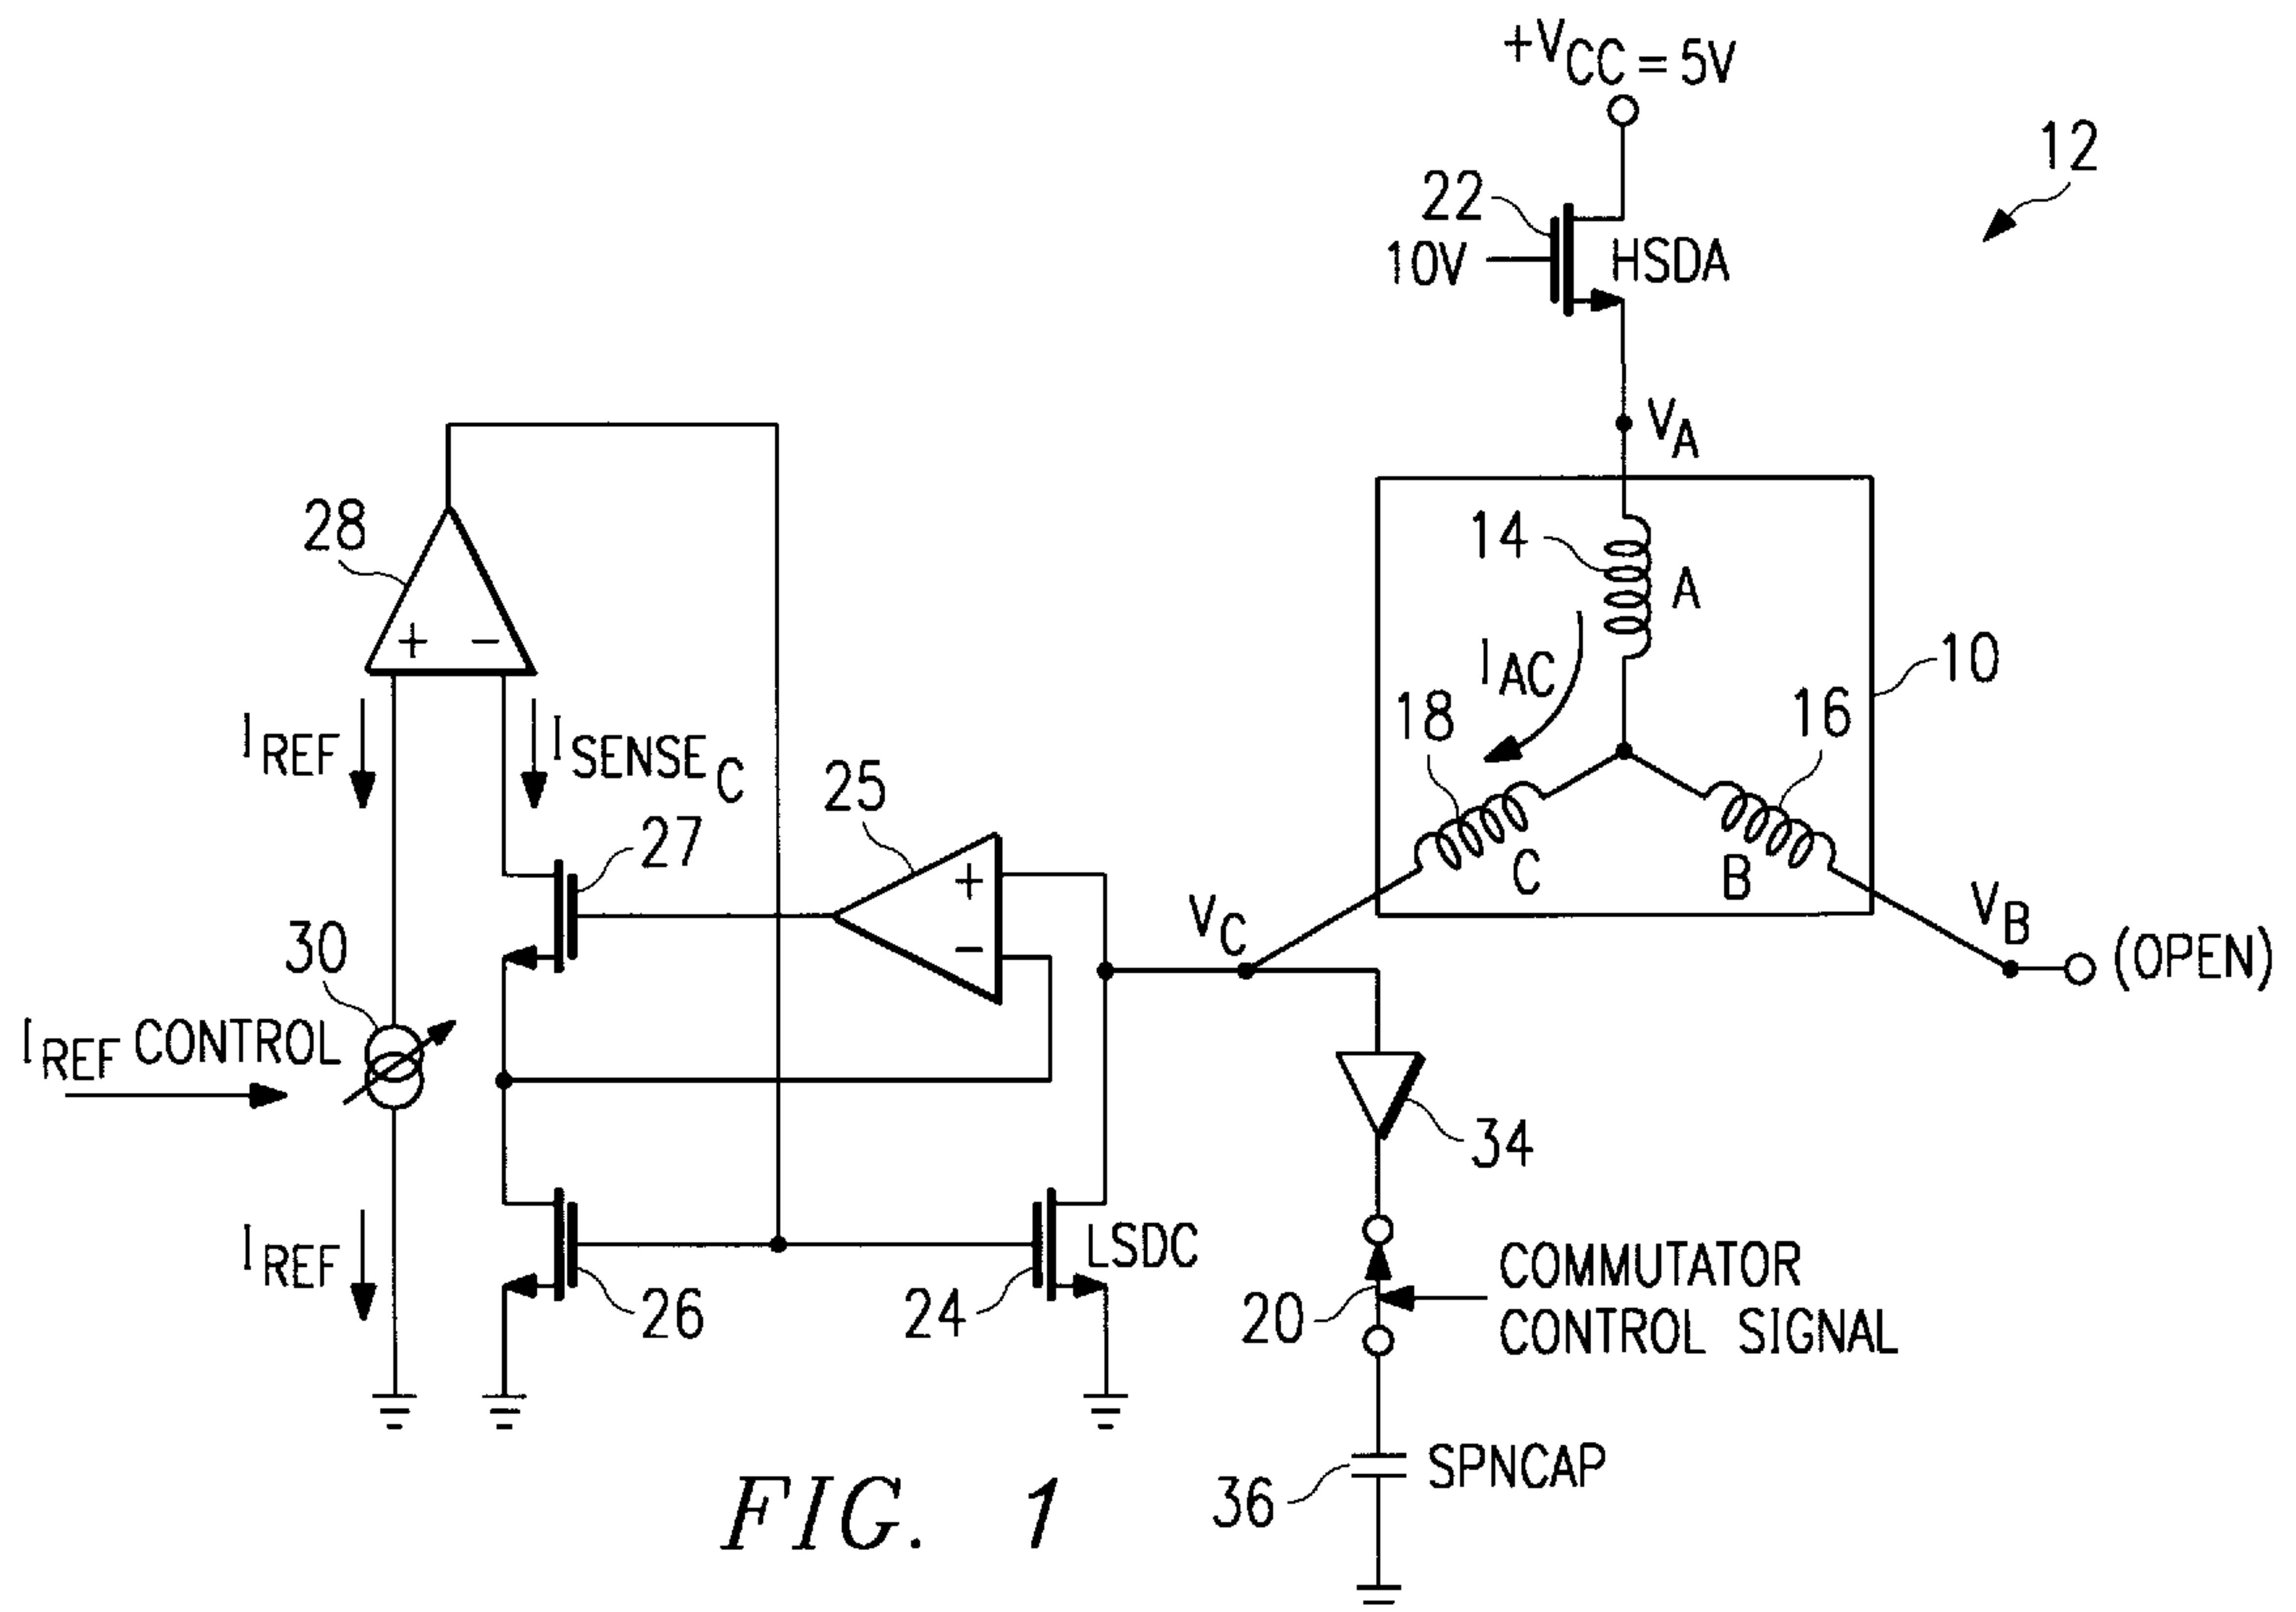 +VCC = 5V
12
22
10V
HSDA
VA
28
14
A
IAC
10
18
16
IREF
ISENSEC
25
27
C
B
VC
VB
(OPEN)
30
IREF CONTROL
34
IREF
LSDC
COMMUTATOR
CONTROL SIGNAL
26
24
20
36
SPNCAP
+ -
+
-
FIG. 1